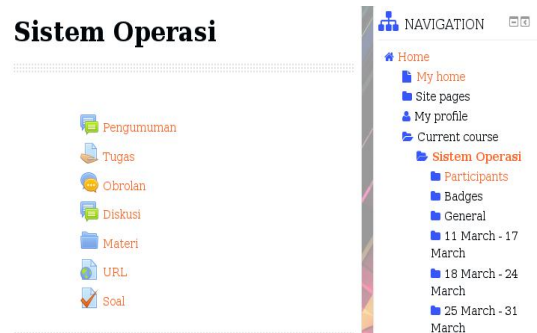 Sistem Operasi
Pengumuman
Tugas
Obrolan
Diskusi
Materi
URL
Soal
NAVIGATION
Home
My home
Site pages
My profile
Current course
Sistem Operasi
Participants
Badges
General
11 March - 17
March
18 March - 24
March
25 March - 31
March